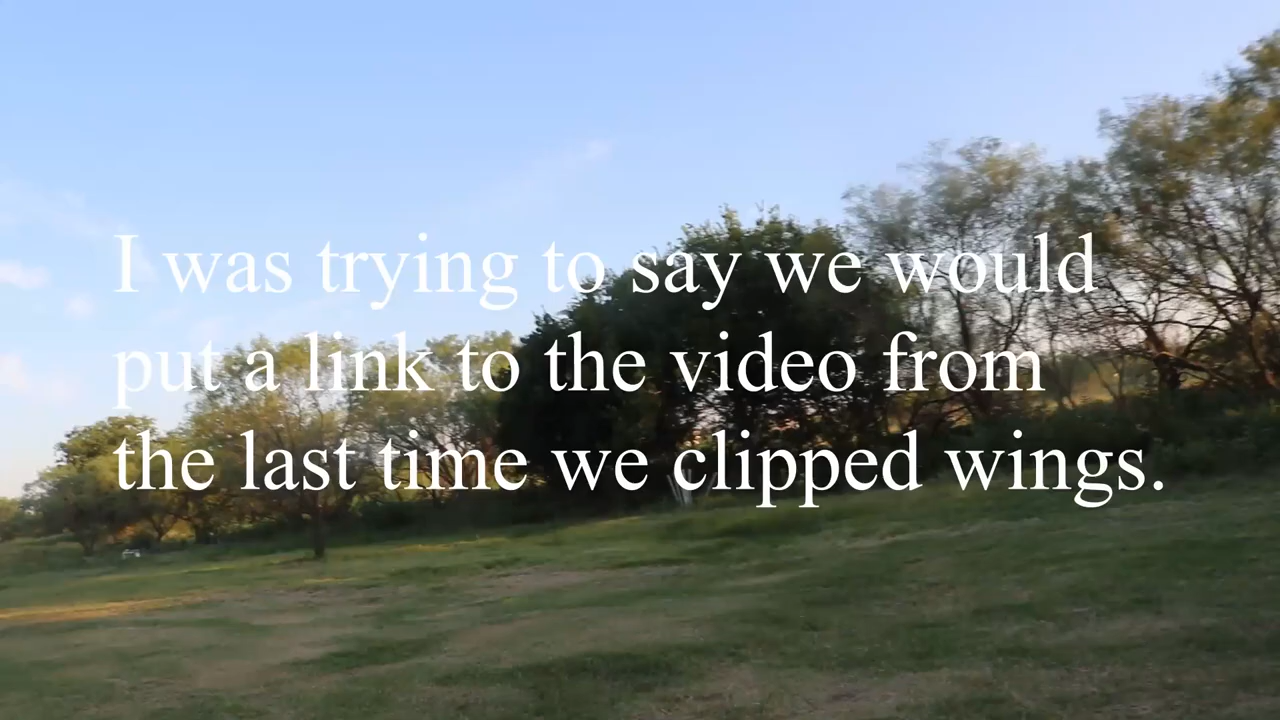 I was trying to say we would
put a link to the video from
the last time we clipped wings.